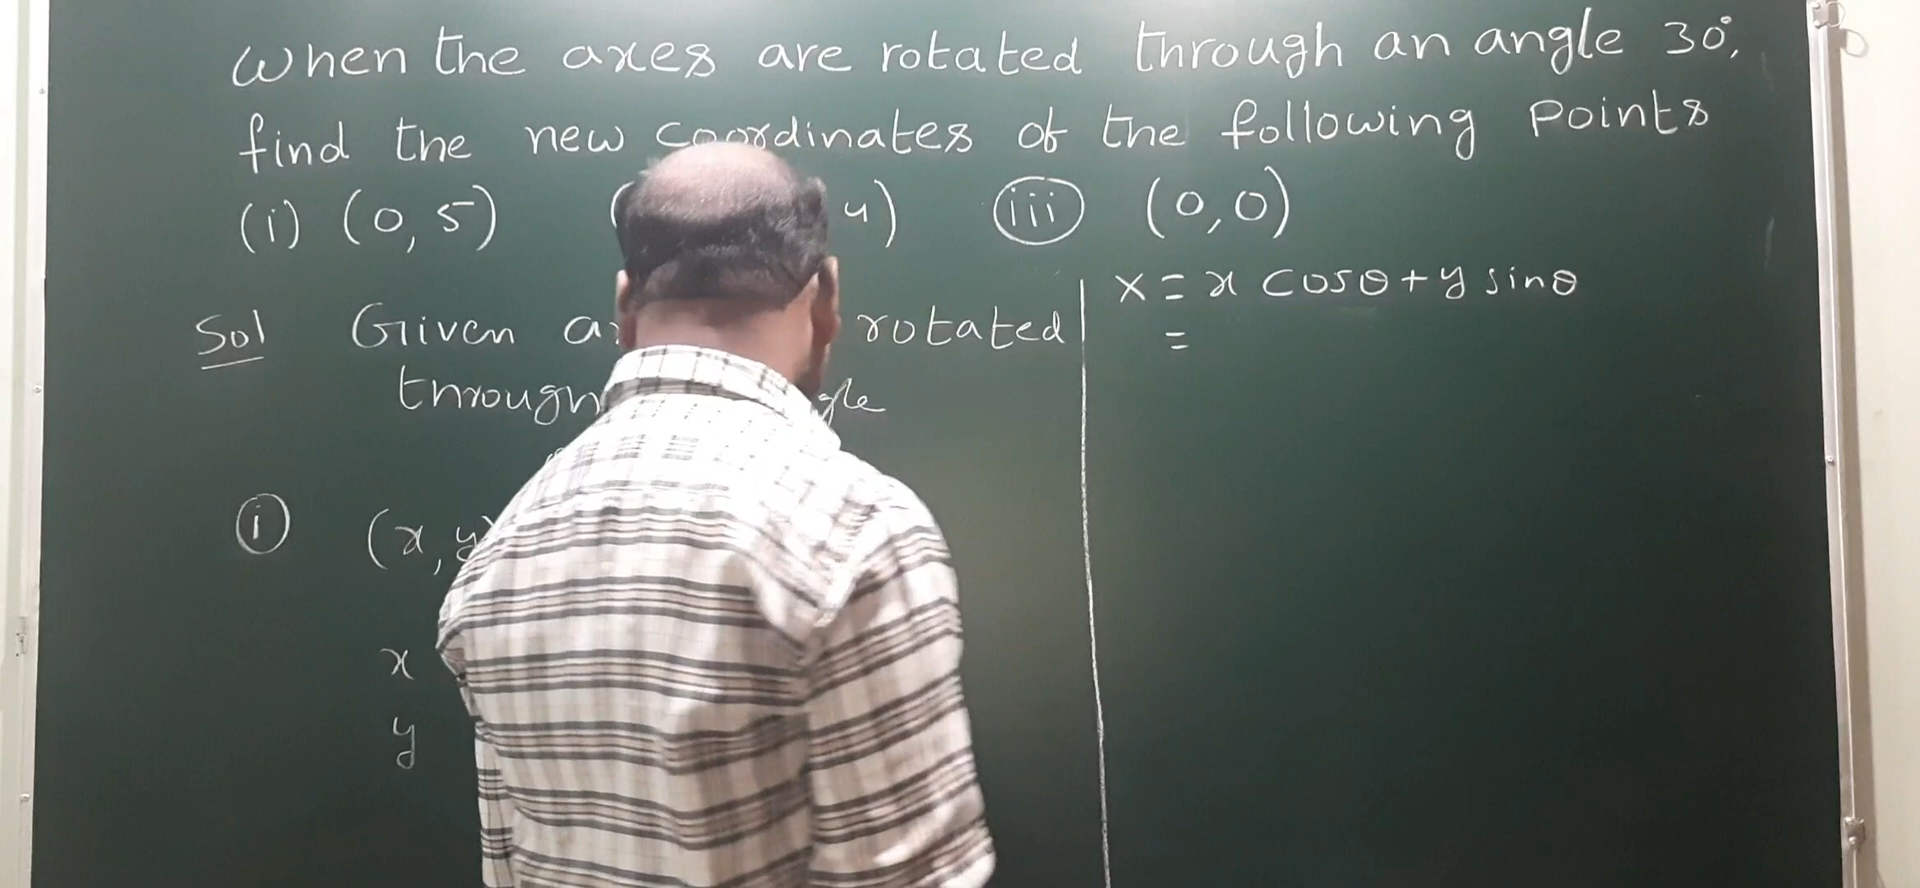 When the axes are rotated through an angle 30°,
find the new coordinates of the following Points
(i) (0, 5) ( 4) (iii) (0,0)
Sol Given rotated
through
(i) (x, y)
x
y
X = x cosθ + y sinθ
=